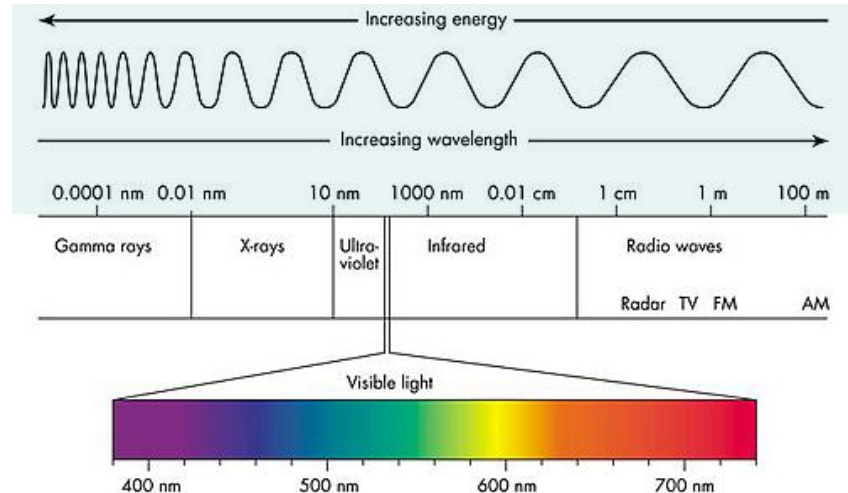 Increasing energy
Increasing wavelength
0.0001 nm 0.01 nm 10 nm 1000 nm 0.01 cm 1 cm 1 m 100 m
Gamma rays X-rays Ultra- Infrared Radio waves
violet
Radar TV FM AM
Visible light
400 nm 500 nm 600 nm 700 nm